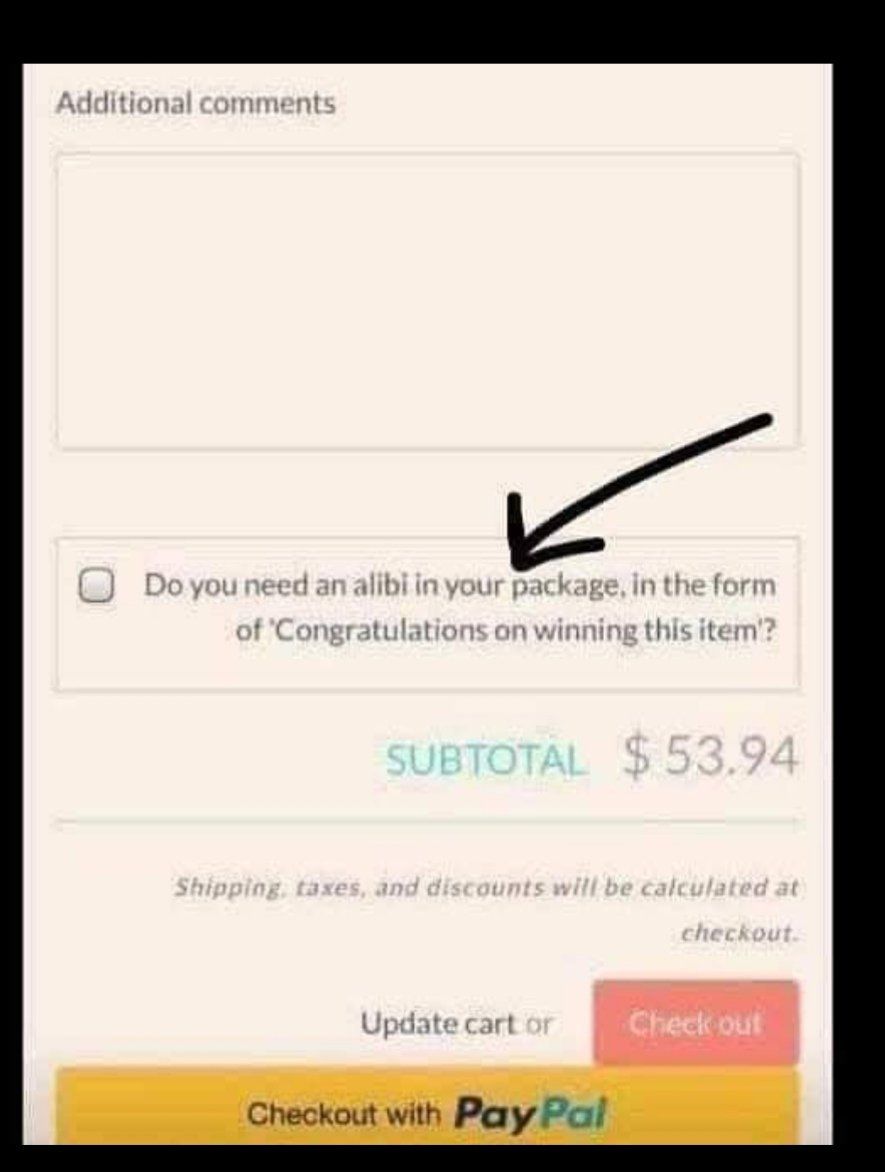 Additional comments
Do you need an alibi in your package, in the form
of 'Congratulations on winning this item'?
SUBTOTAL $ 53.94
Shipping, taxes, and discounts will be calculated at
checkout.
Update cart or Check out
Checkout with PayPal